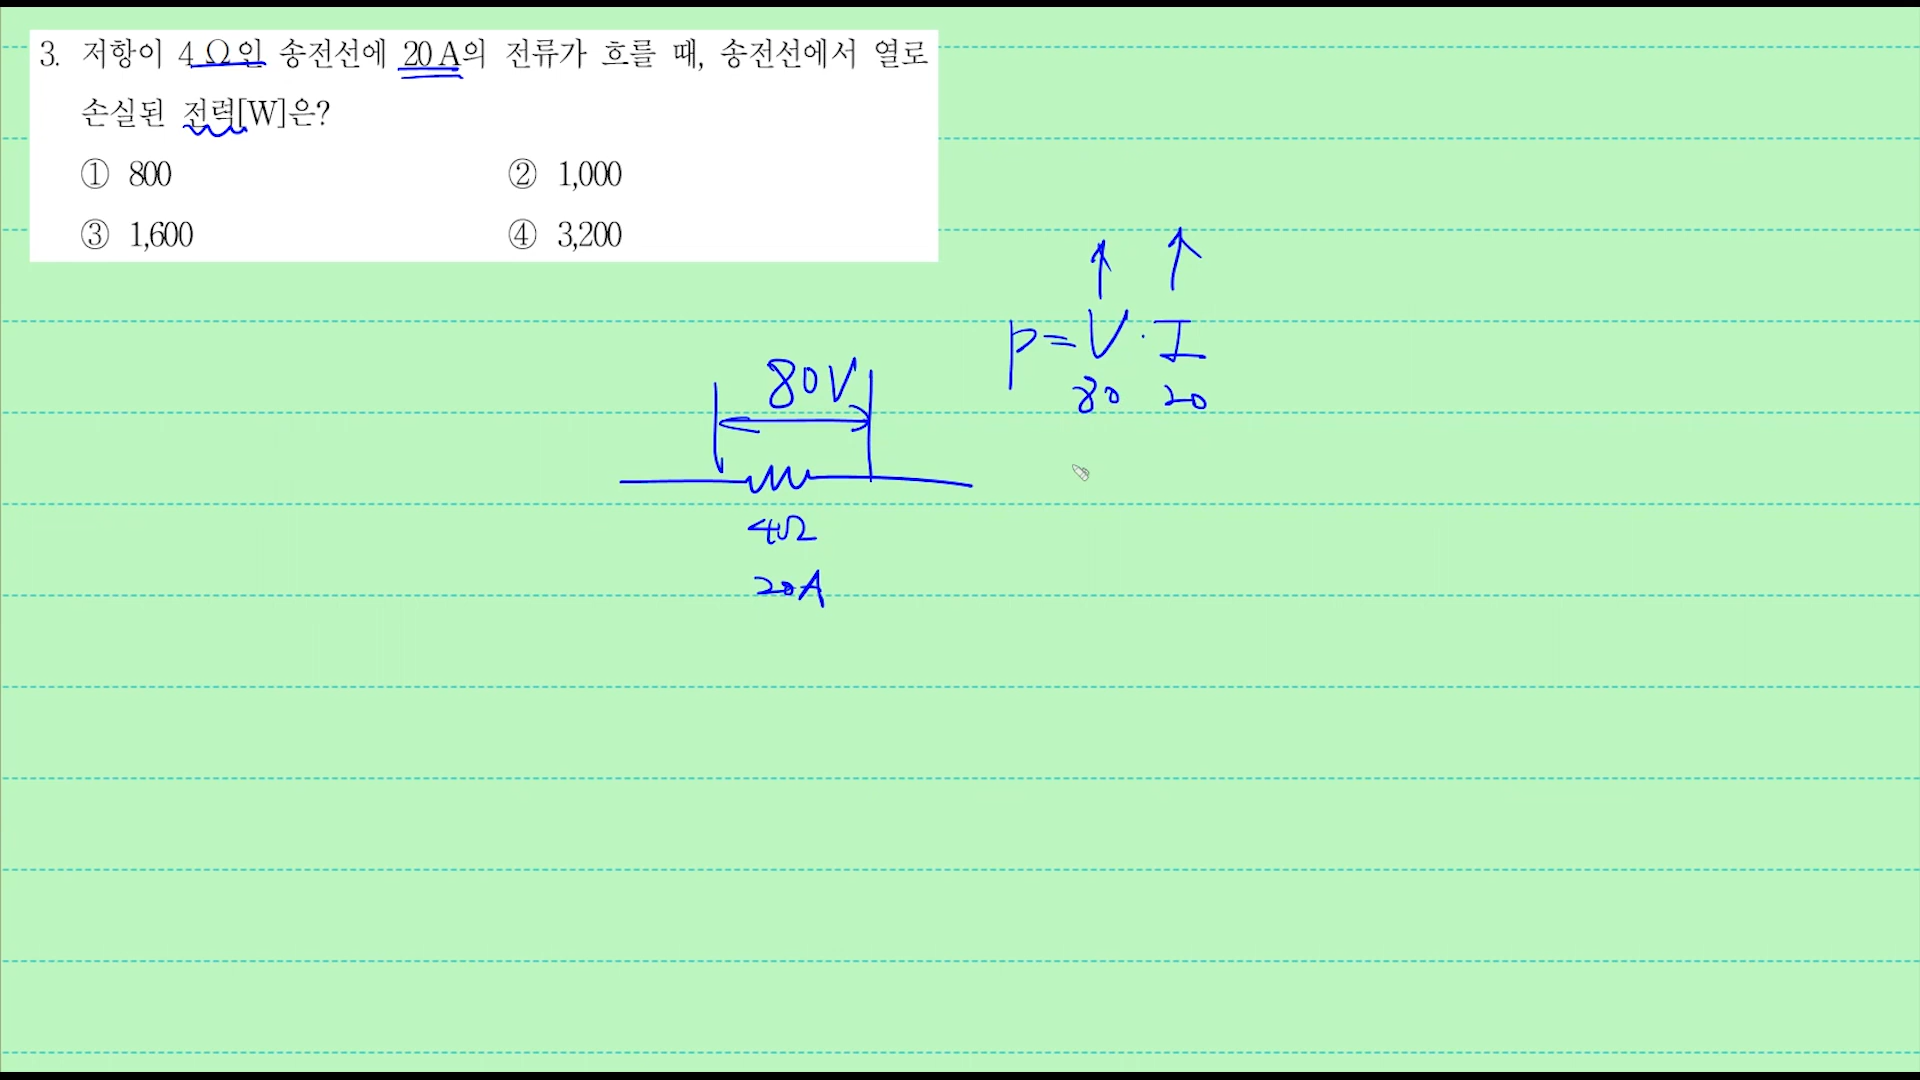 3. 저항이 4 Ω인 송전선에 20 A의 전류가 흐를 때, 송전선에서 열로
손실된 전력[W]은?
① 800 ② 1,000
③ 1,600 ④ 3,200
P = V · I
80 20
80V
4Ω
20A